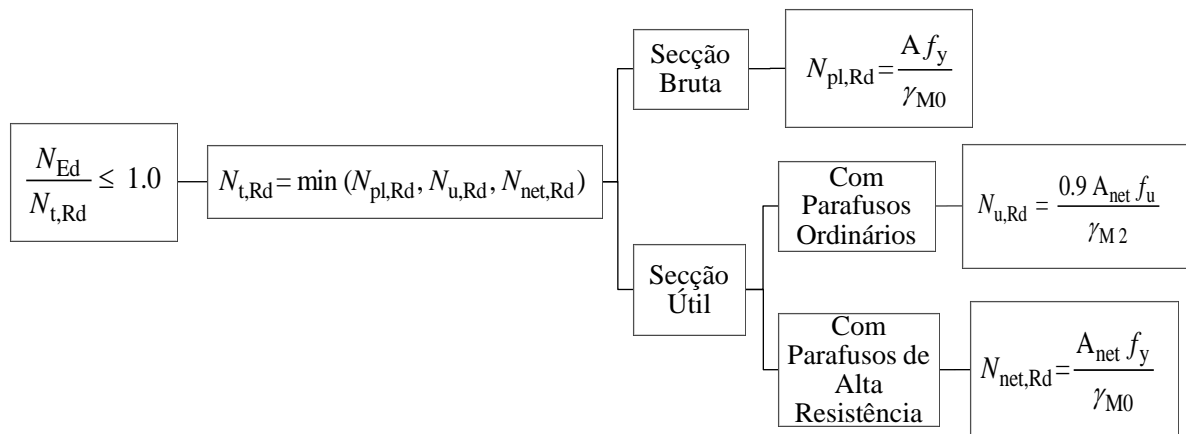 N_Ed / N_t,Rd ≤ 1.0
N_t,Rd = min (N_pl,Rd, N_u,Rd, N_net,Rd)
Secção
Bruta
N_pl,Rd = A f_y / γ_M0
Secção
Útil
Com
Parafusos
Ordinários
N_u,Rd = 0.9 A_net f_u / γ_M 2
Com
Parafusos de
Alta
Resistência
N_net,Rd = A_net f_y / γ_M0